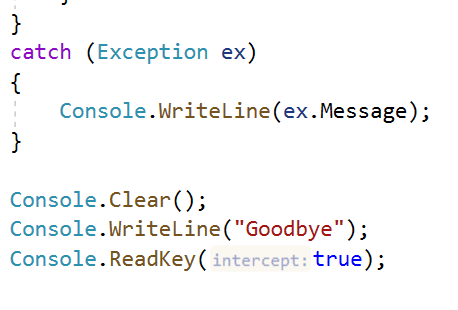 }
catch (Exception ex)
{
    Console.WriteLine(ex.Message);
}
Console.Clear();
Console.WriteLine("Goodbye");
Console.ReadKey(intercept: true);